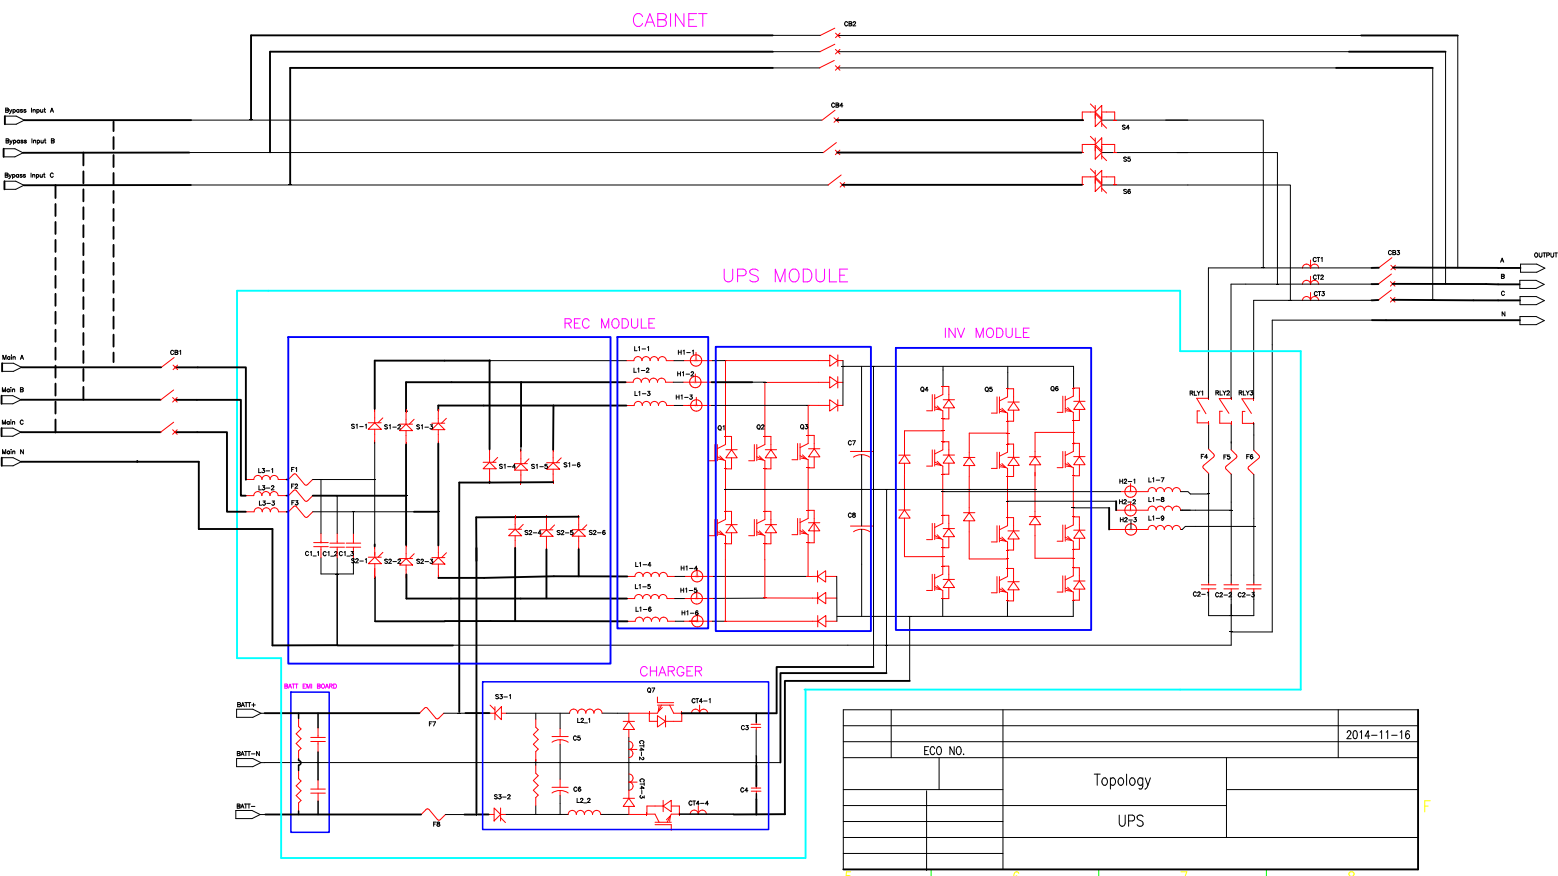 CABINET
CB2
Bypass Input A
CB4
S4
Bypass Input B
S5
Bypass Input C
S6
CT1
CB3
A
OUTPUT
CT2
B
CT3
C
N
UPS MODULE
REC MODULE
INV MODULE
Main A
CB1
L1-1
H1-1
L1-2
H1-2
Main B
L1-3
H1-3
Q4
Q5
Q6
RLY1
RLY2
RLY3
Main C
S1-1
S1-2
S1-3
Q1
Q2
Q3
C7
Main N
S1-4
S1-5
S1-6
F4
F5
F6
L3-1
F1
L3-2
F2
L3-3
F3
H2-1
L1-7
H2-2
L1-8
H2-3
L1-9
C8
S2-4
S2-5
S2-6
C1_1
C1_2
C1_3
S2-1
S2-2
S2-3
L1-4
H1-4
L1-5
H1-5
L1-6
H1-6
C2-1
C2-2
C2-3
CHARGER
BATT EMI BOARD
BATT+
F7
S3-1
L2_1
Q7
CT4-1
C3
C5
CT4-2
BATT-N
CT4-3
C6
C4
BATT-
F8
S3-2
L2_2
CT4-4
2014-11-16
ECO NO.
Topology
UPS
F